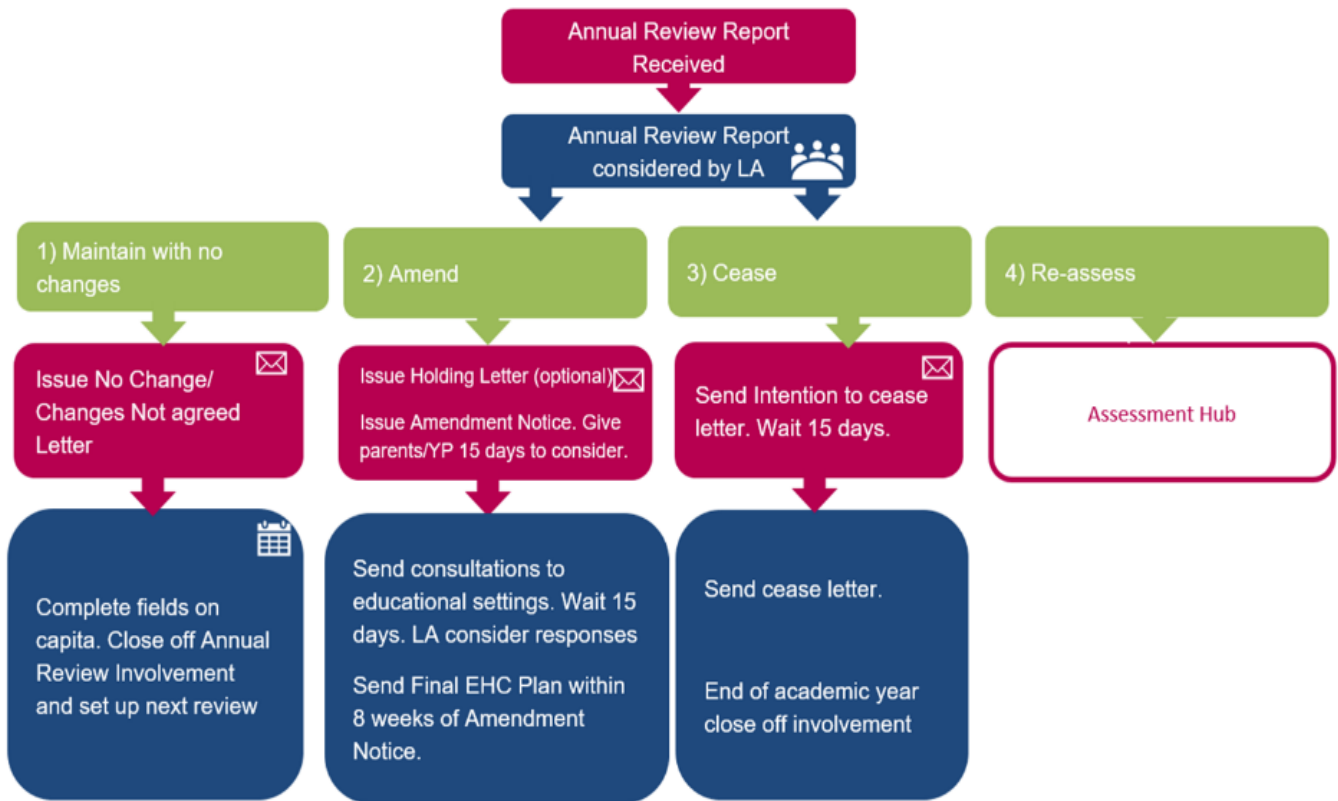 Annual Review Report
Received
Annual Review Report
considered by LA
1) Maintain with no
changes
2) Amend
3) Cease
4) Re-assess
Issue No Change/
Changes Not agreed
Letter
Issue Holding Letter (optional)
Issue Amendment Notice. Give
parents/YP 15 days to consider.
Send Intention to cease
letter. Wait 15 days.
Assessment Hub
Complete fields on
capita. Close off Annual
Review Involvement
and set up next review
Send consultations to
educational settings. Wait 15
days. LA consider responses
Send Final EHC Plan within
8 weeks of Amendment
Notice.
Send cease letter.
End of academic year
close off involvement